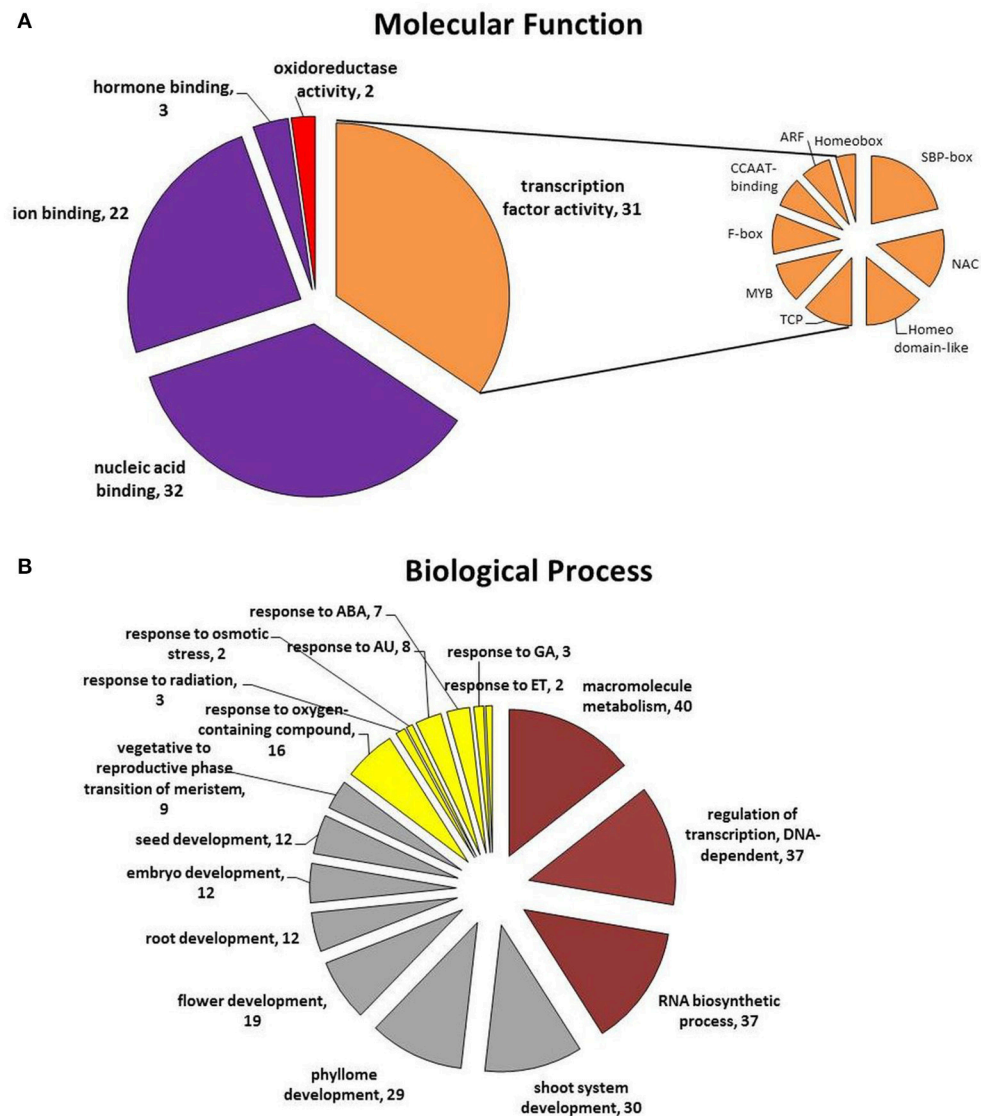 A
Molecular Function
oxidoreductase
activity, 2
hormone binding,
3
ion binding, 22
transcription
factor activity, 31
nucleic acid
binding, 32
ARF
Homeobox
SBP-box
CCAAT-
binding
F-box
NAC
MYB
TCP
Homeo
domain-like
B
Biological Process
response to ABA, 7
response to osmotic
stress, 2
response to AU, 8
response to GA, 3
response to radiation,
3
response to ET, 2
macromolecule
metabolism, 40
response to oxygen-
containing compound,
16
vegetative to
reproductive phase
transition of meristem,
9
regulation of
transcription, DNA-
dependent, 37
seed development, 12
embryo development,
12
root development, 12
flower development,
19
RNA biosynthetic
process, 37
phyllome
development, 29
shoot system
development, 30